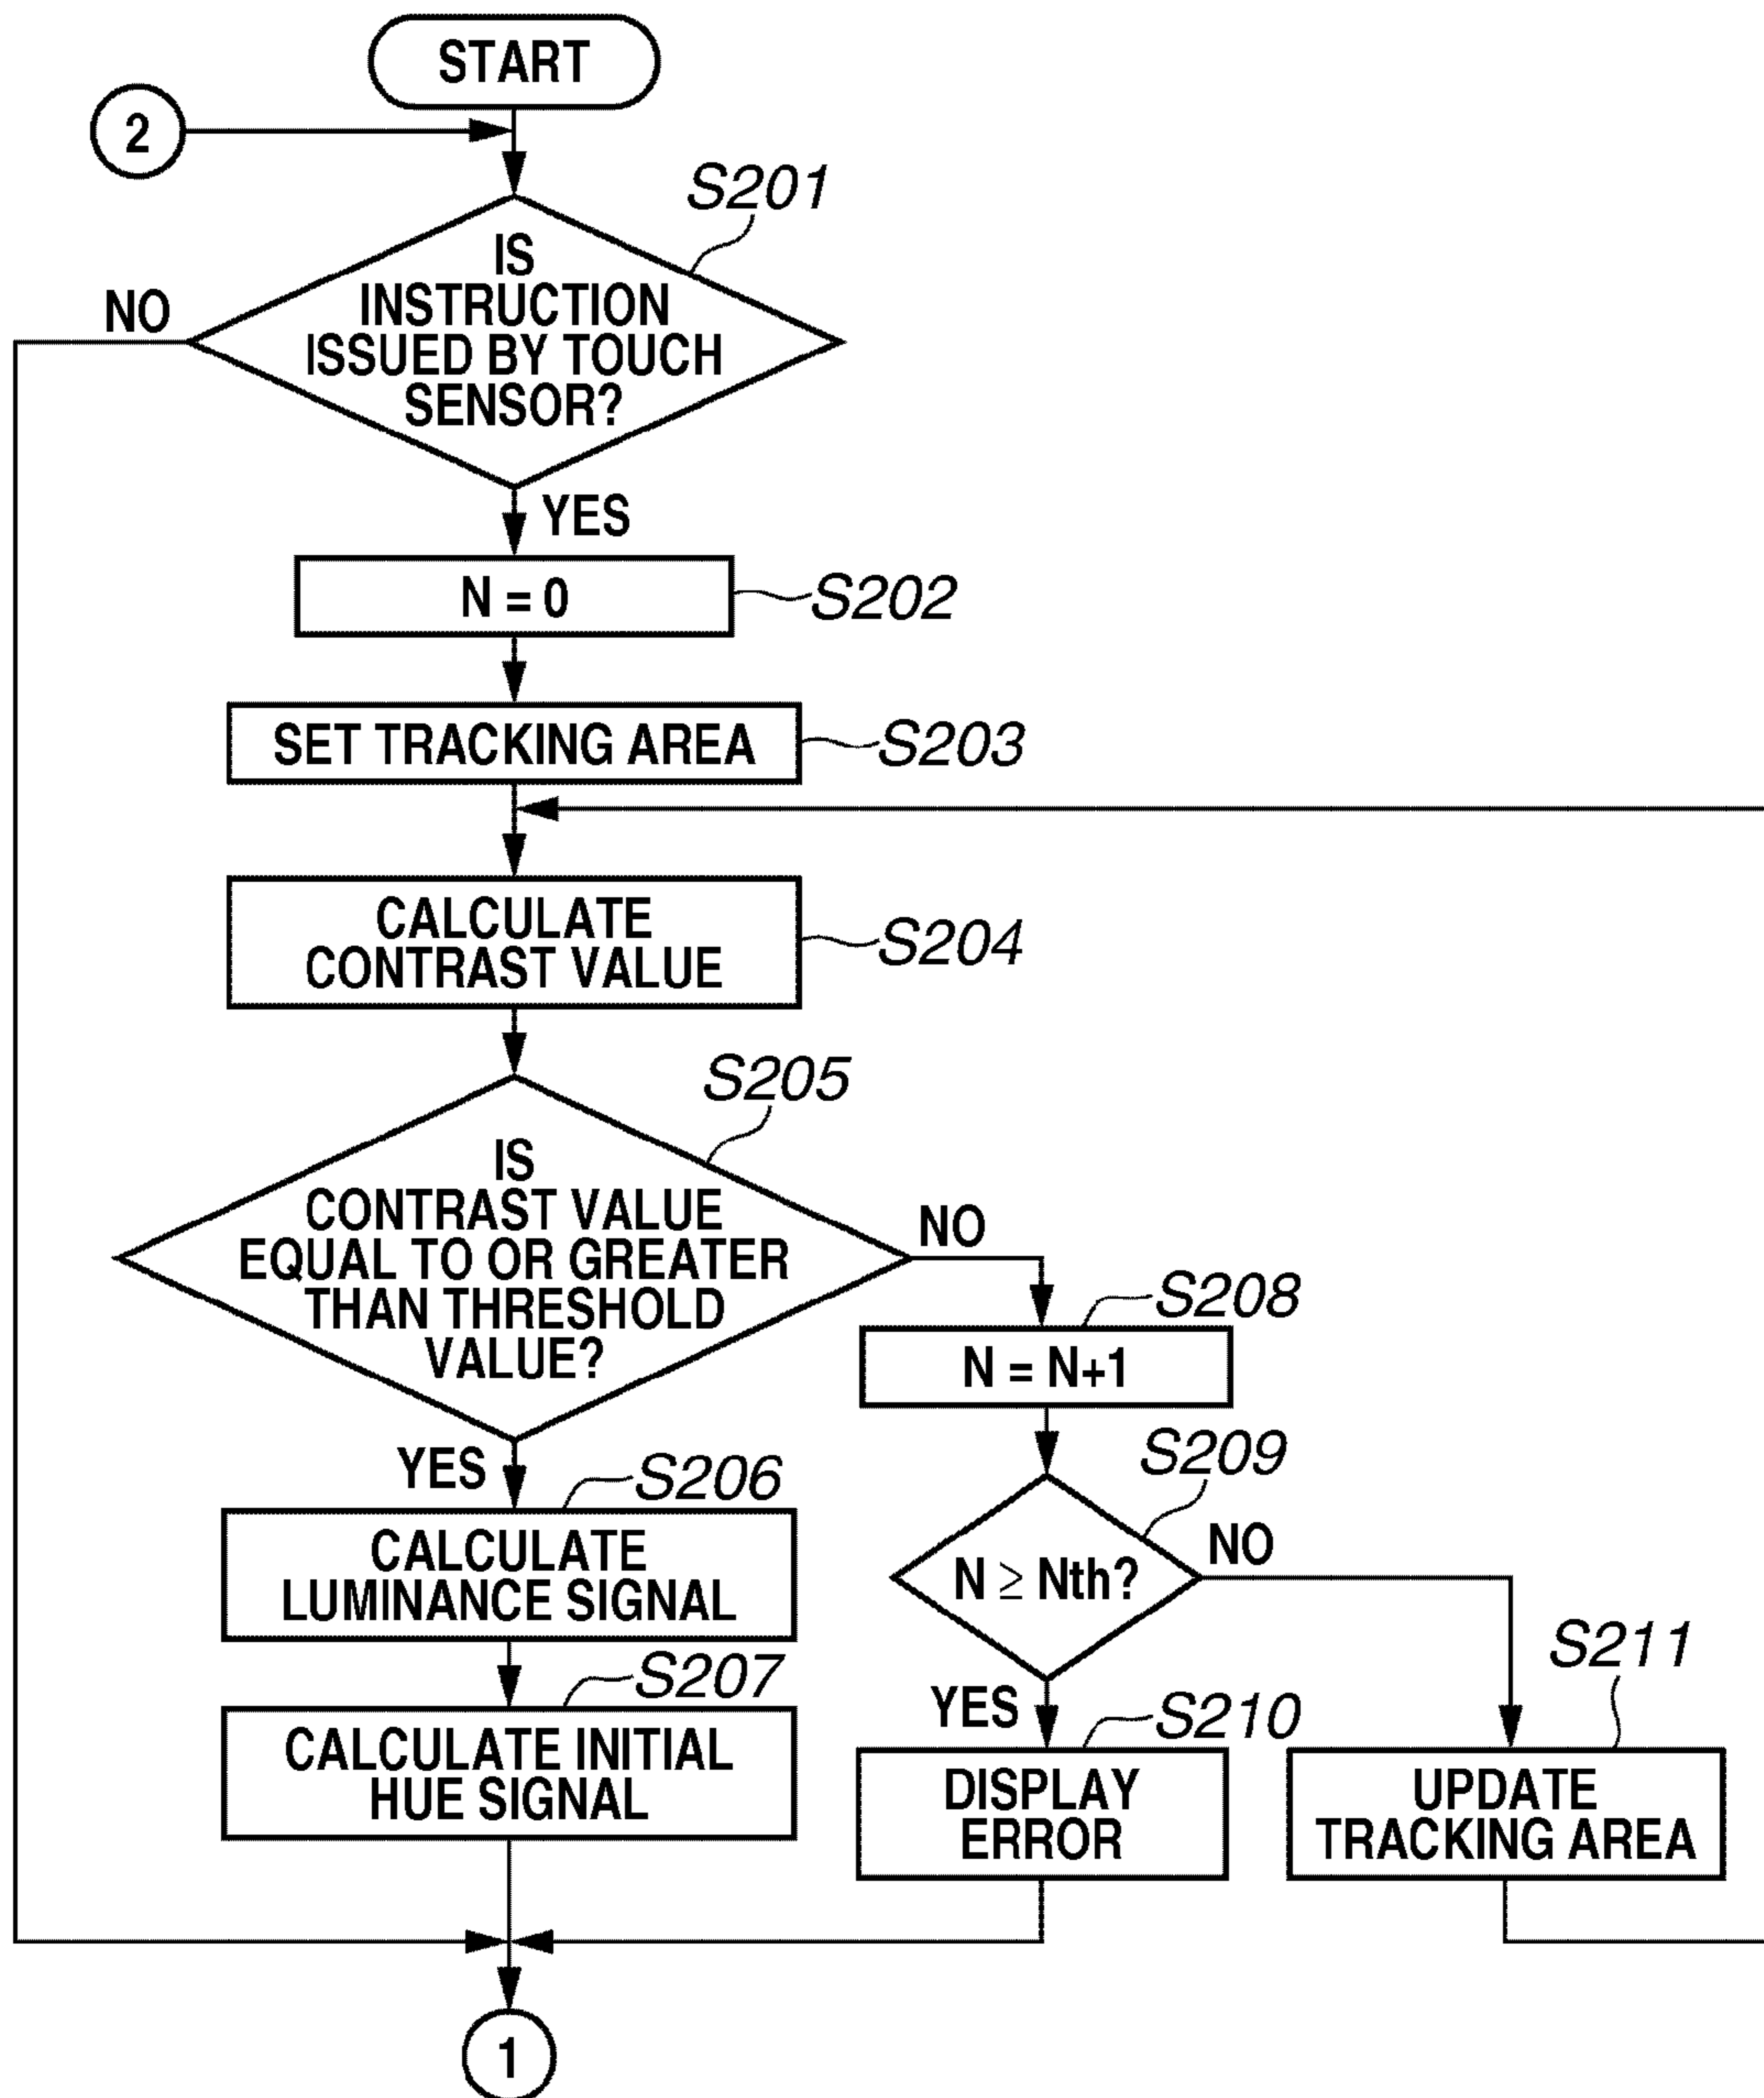 START
2
S201
IS
INSTRUCTION
ISSUED BY TOUCH
SENSOR?
NO
YES
N = 0
S202
SET TRACKING AREA
S203
CALCULATE
CONTRAST VALUE
S204
S205
IS
CONTRAST VALUE
EQUAL TO OR GREATER
THAN THRESHOLD
VALUE?
NO
YES
S208
N = N+1
S206
CALCULATE
LUMINANCE SIGNAL
S209
N ≥ Nth?
NO
YES
S207
CALCULATE INITIAL
HUE SIGNAL
S210
DISPLAY
ERROR
S211
UPDATE
TRACKING AREA
1